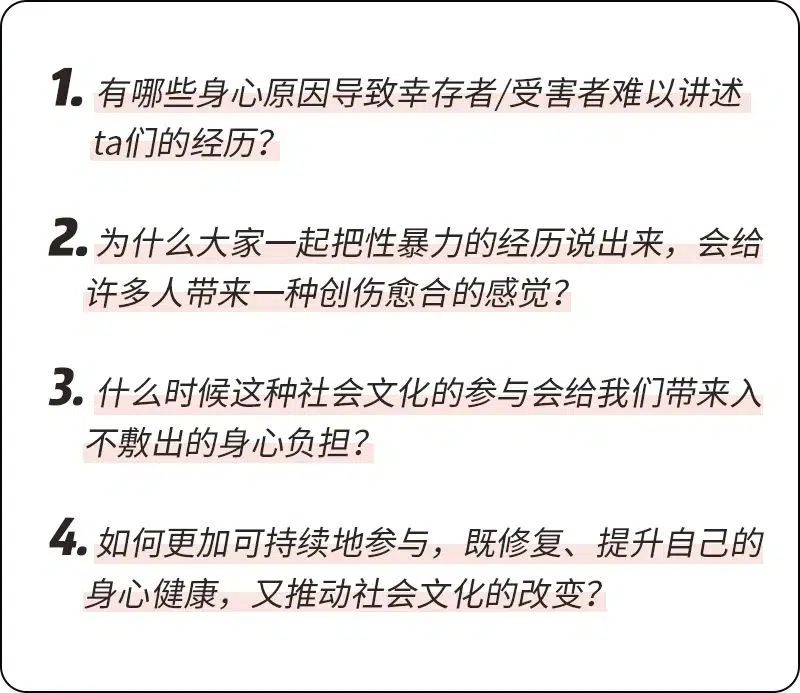 1. 有哪些身心原因导致幸存者/受害者难以讲述
ta们的经历？
2. 为什么大家一起把性暴力的经历说出来，会给
许多人带来一种创伤愈合的感觉？
3. 什么时候这种社会文化的参与会给我们带来入
不敷出的身心负担？
4. 如何更加可持续地参与，既修复、提升自己的
身心健康，又推动社会文化的改变？